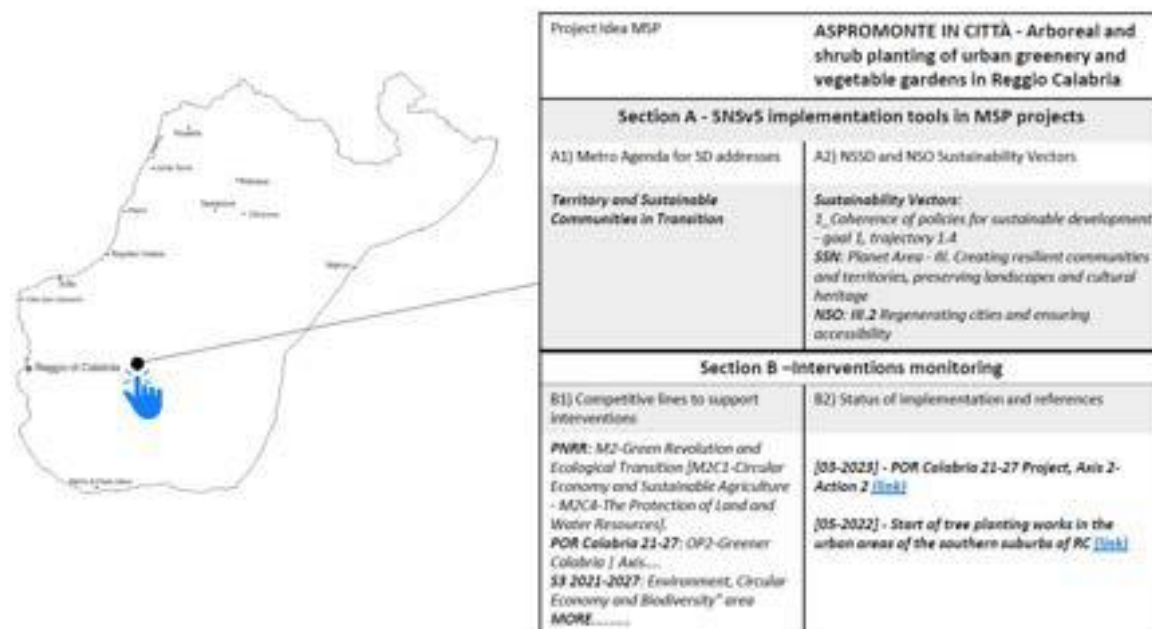 Reggio di Calabria
Project Idea MSP
ASPROMONTE IN CITTÀ - Arboreal and
shrub planting of urban greenery and
vegetable gardens in Reggio Calabria
Section A - SNSvS implementation tools in MSP projects
A1) Metro Agenda for SD addresses
A2) NSSD and NSO Sustainability Vectors
Territory and Sustainable
Communities in Transition
Sustainability Vectors:
1_Coherence of policies for sustainable development
- goal 1, trajectory 1.4
SSN: Planet Area - III. Creating resilient communities
and territories, preserving landscapes and cultural
heritage
NSO: III.2 Regenerating cities and ensuring
accessibility
Section B –Interventions monitoring
B1) Competitive lines to support
interventions
B2) Status of implementation and references
PNRR: M2-Green Revolution and
Ecological Transition [M2C1-Circular
Economy and Sustainable Agriculture
- M2C4-The Protection of Land and
Water Resources].
POR Calabria 21-27: OP2-Greener
Calabria | Axis....
S3 2021-2027: Environment, Circular
Economy and Biodiversity" area
MORE.........
[03-2023] - POR Calabria 21-27 Project, Axis 2-
Action 2 (link)
[05-2022] - Start of tree planting works in the
urban areas of the southern suburbs of RC (link)